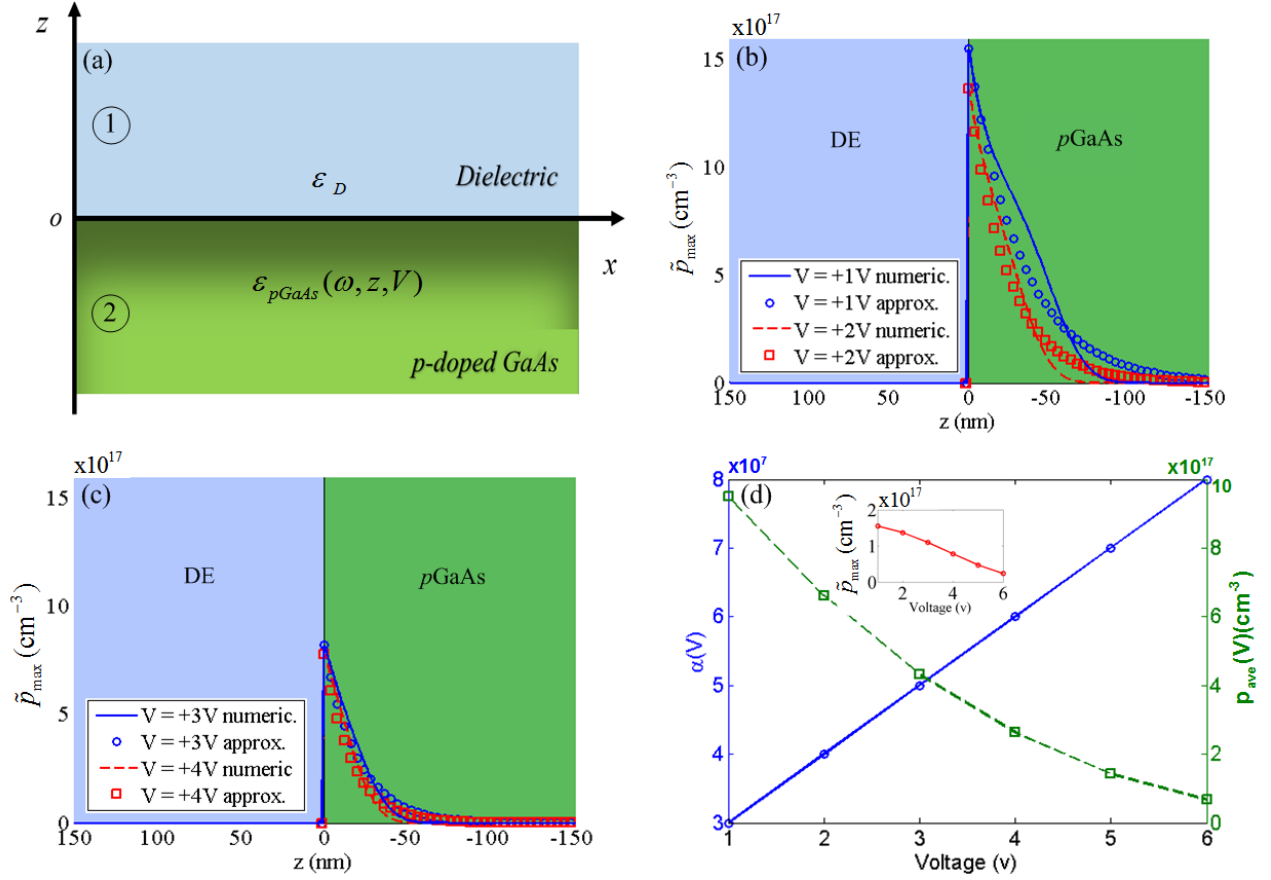 z
(a)
1
ε D
Dielectric
o
x
ε pGaAs (ω, z, V)
2
p-doped GaAs
x10^17
(b)
15
10
5
0
DE
pGaAs
p̃max (cm^−3)
V = +1V numeric.
V = +1V approx.
V = +2V numeric.
V = +2V approx.
150 100 50 0 -50 -100 -150
z (nm)
x10^17
(c)
15
10
5
0
DE
pGaAs
p̃max (cm^−3)
V = +3V numeric.
V = +3V approx.
V = +4V numeric
V = +4V approx.
150 100 50 0 -50 -100 -150
z (nm)
x10^7
x10^17
(d)
8
7
6
5
4
3
α(V)
x10^17
2
1
0
p̃max (cm^−3)
2 4 6
Voltage (v)
10
8
6
4
2
0
p ave (V)(cm^-3)
1 2 3 4 5 6
Voltage (v)